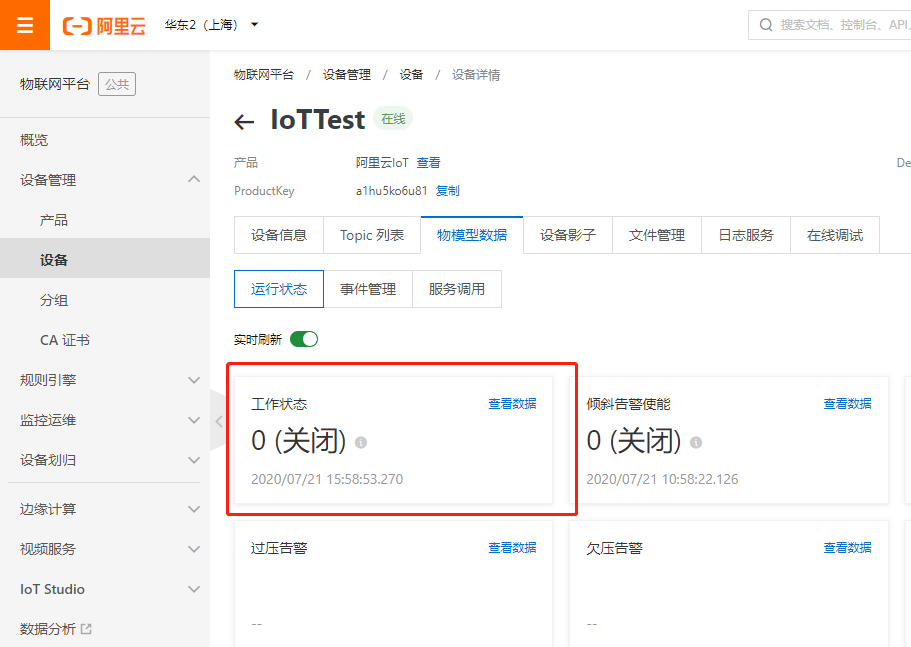 阿里云 华东2（上海） 搜索文档、控制台、API、
物联网平台 公共
概览
设备管理
产品
设备
分组
CA 证书
规则引擎
监控运维
设备划归
边缘计算
视频服务
IoT Studio
数据分析
物联网平台 / 设备管理 / 设备 / 设备详情
IoTTest 在线
产品 阿里云IoT 查看 De
ProductKey a1hu5ko6u81 复制
设备信息 Topic 列表 物模型数据 设备影子 文件管理 日志服务 在线调试
运行状态 事件管理 服务调用
实时刷新
工作状态 查看数据
0 (关闭)
2020/07/21 15:58:53.270
倾斜告警使能 查看数据
0 (关闭)
2020/07/21 10:58:22.126
过压告警 查看数据
--
欠压告警 查看数据
--